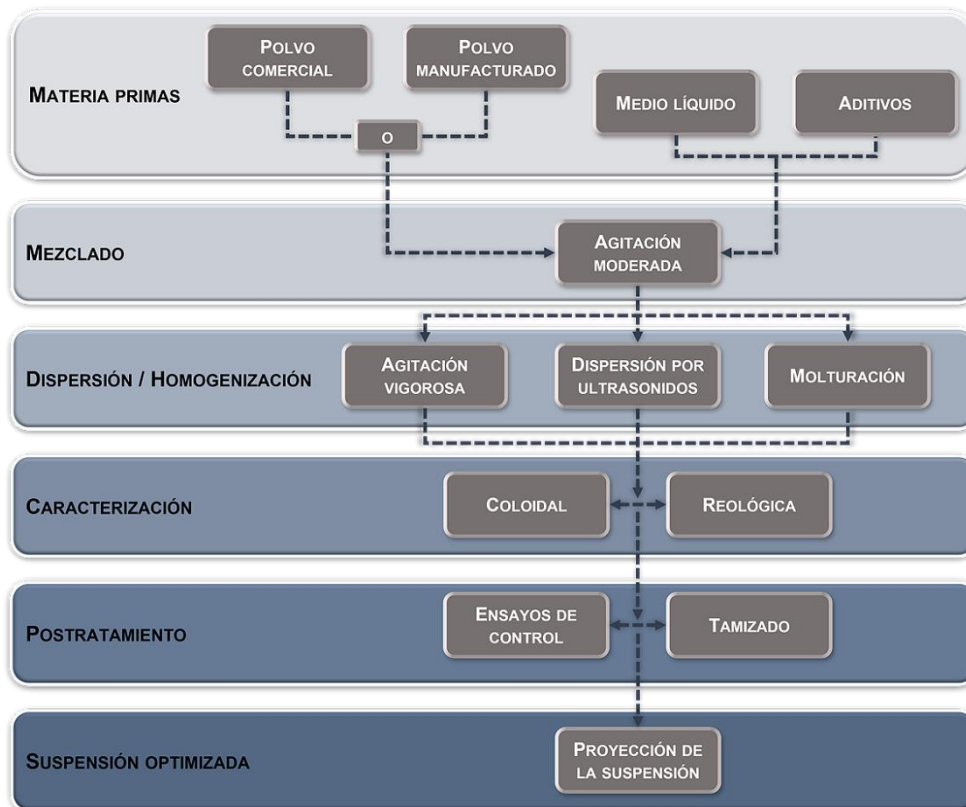 POLVO
COMERCIAL
POLVO
MANUFACTURADO
MATERIA PRIMAS
MEDIO LÍQUIDO
ADITIVOS
O
MEZCLADO
AGITACIÓN
MODERADA
DISPERSIÓN / HOMOGENIZACIÓN
AGITACIÓN
VIGOROSA
DISPERSIÓN POR
ULTRASONIDOS
MOLTURACIÓN
CARACTERIZACIÓN
COLOIDAL
REOLÓGICA
POSTRATAMIENTO
ENSAYOS DE
CONTROL
TAMIZADO
SUSPENSIÓN OPTIMIZADA
PROYECCIÓN DE
LA SUSPENSIÓN